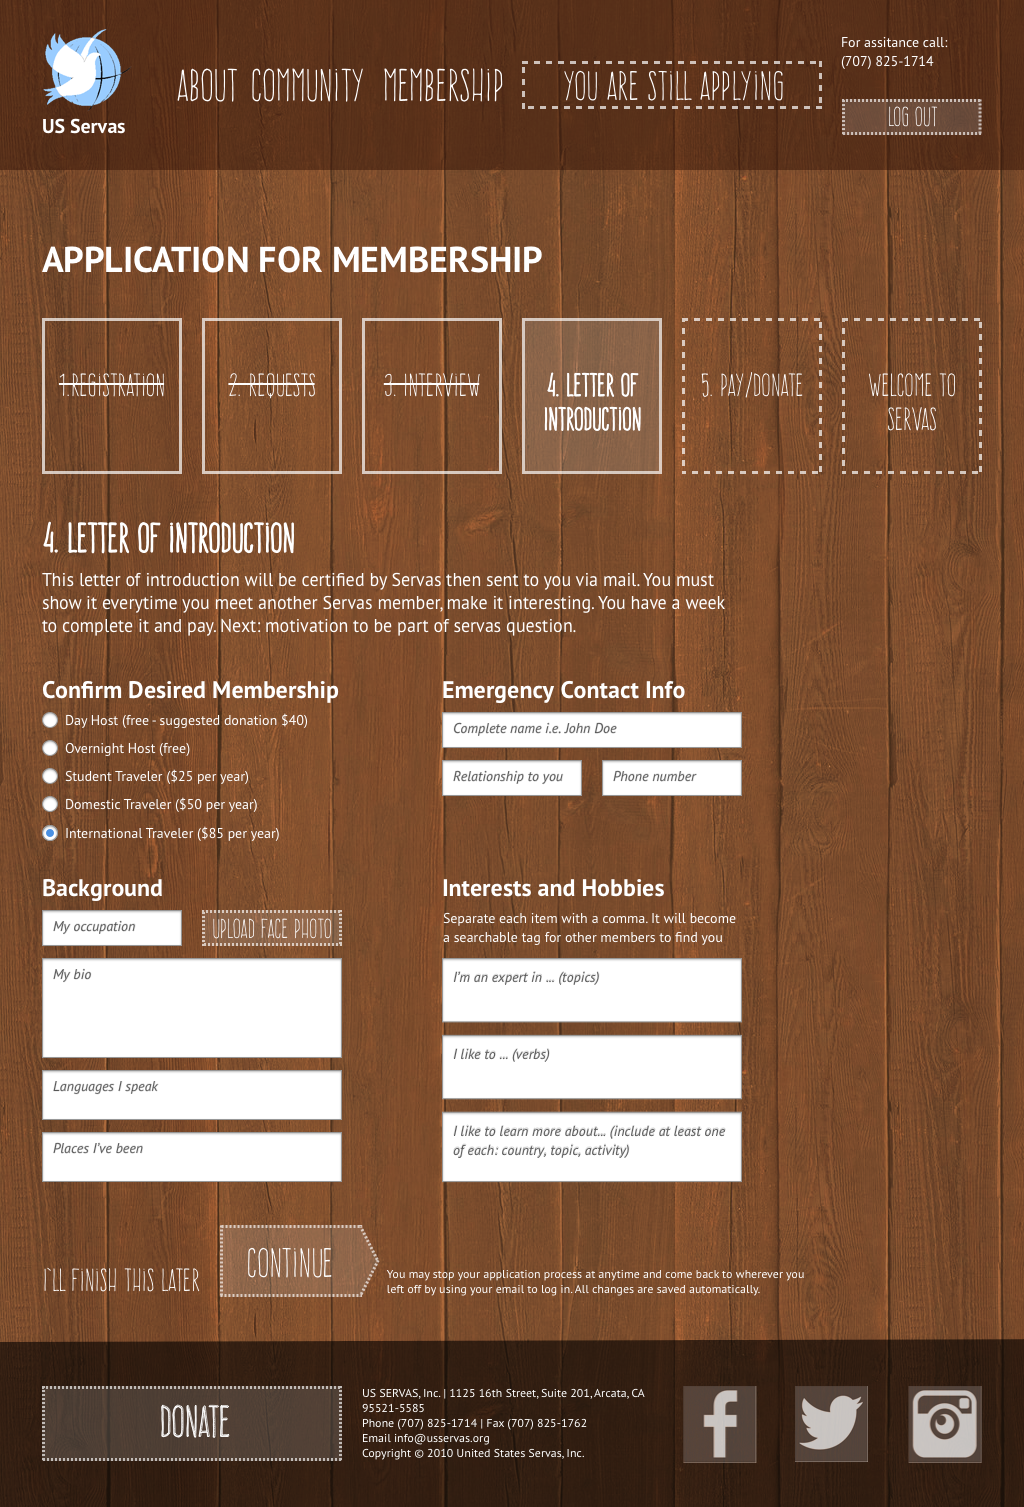 US Servas
ABOUT COMMUNITY MEMBERSHIP
YOU ARE STILL APPLYING
For assitance call:
(707) 825-1714
LOG OUT
APPLICATION FOR MEMBERSHIP
1.REGISTRATION
2. REQUESTS
3. INTERVIEW
4. LETTER OF
INTRODUCTION
5. PAY/DONATE
WELCOME TO
SERVAS
4. LETTER OF INTRODUCTION
This letter of introduction will be certified by Servas then sent to you via mail. You must
show it everytime you meet another Servas member, make it interesting. You have a week
to complete it and pay. Next: motivation to be part of servas question.
Confirm Desired Membership
Day Host (free - suggested donation $40)
Overnight Host (free)
Student Traveler ($25 per year)
Domestic Traveler ($50 per year)
International Traveler ($85 per year)
Emergency Contact Info
Complete name i.e. John Doe
Relationship to you
Phone number
Background
My occupation
UPLOAD FACE PHOTO
My bio
Languages I speak
Places I've been
Interests and Hobbies
Separate each item with a comma. It will become
a searchable tag for other members to find you
I'm an expert in ... (topics)
I like to ... (verbs)
I like to learn more about... (include at least one
of each: country, topic, activity)
I'LL FINISH THIS LATER
CONTINUE
You may stop your application process at anytime and come back to wherever you
left off by using your email to log in. All changes are saved automatically.
DONATE
US SERVAS, Inc. | 1125 16th Street, Suite 201, Arcata, CA
95521-5585
Phone (707) 825-1714 | Fax (707) 825-1762
Email info@usservas.org
Copyright © 2010 United States Servas, Inc.